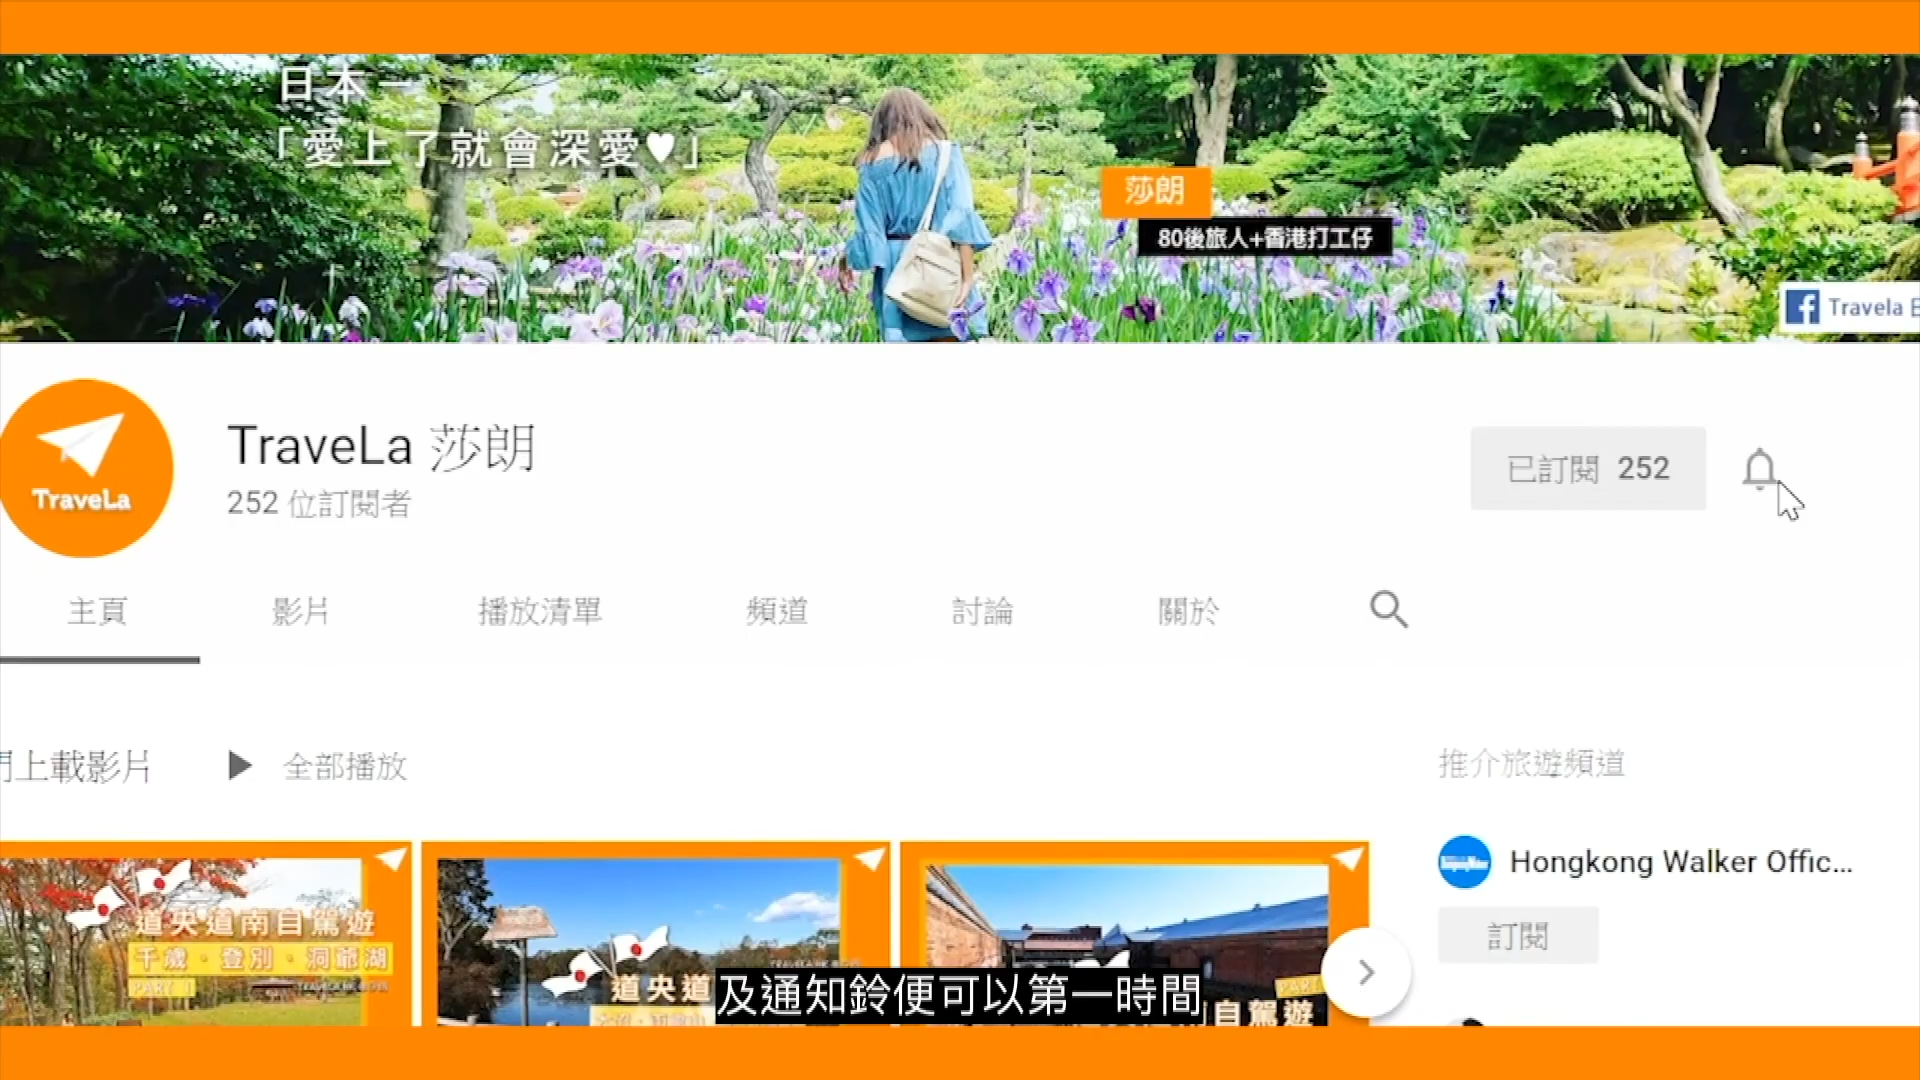 日本一
「愛上了就會深愛♥」
莎朗
80後旅人+香港打工仔
Travela
TraveLa
TraveLa 莎朗
252 位訂閱者
已訂閱 252
主頁
影片
播放清單
頻道
討論
關於
上載影片
全部播放
推介旅遊頻道
Hongkong Walker Offic...
訂閱
道央道南自駕遊
千歲・登別・洞爺湖
PART 1
道央道
PART
自駕遊
及通知鈴便可以第一時間